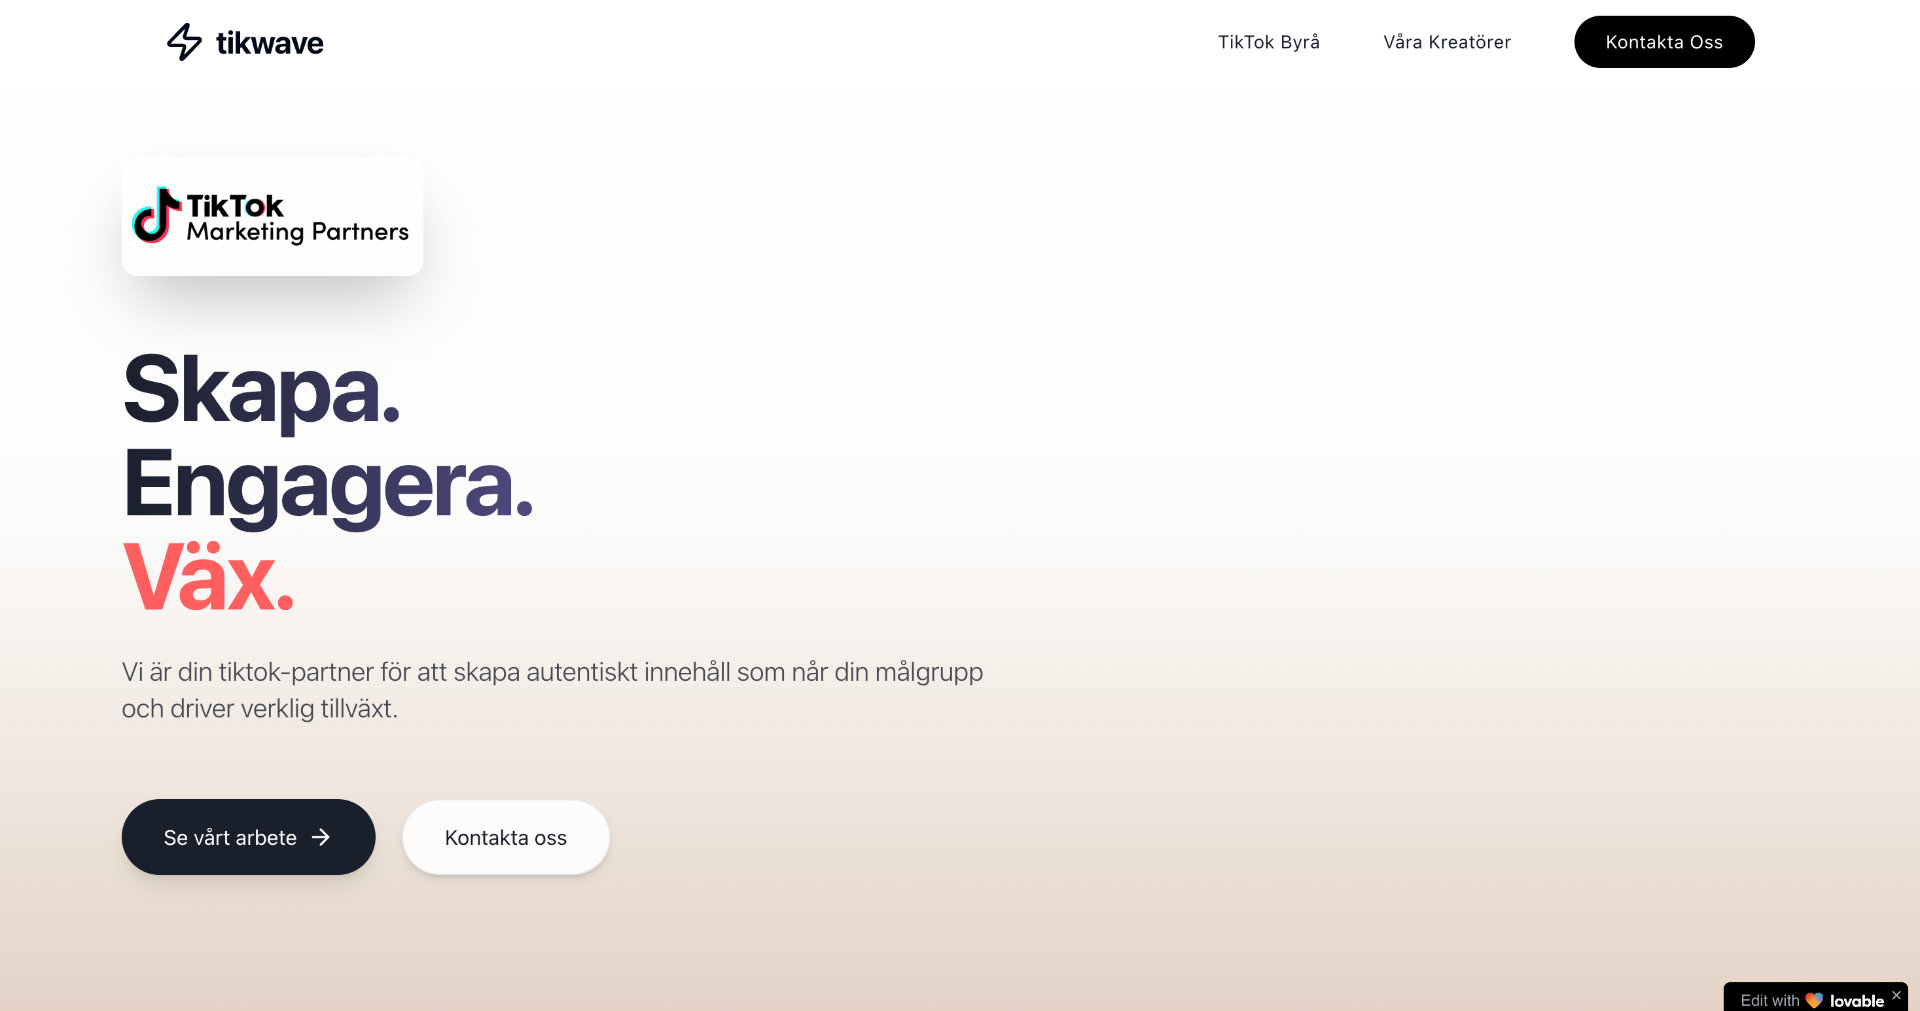 tikwave
TikTok Byrå
Våra Kreatörer
Kontakta Oss
TikTok
Marketing Partners
Skapa.
Engagera.
Väx.
Vi är din tiktok-partner för att skapa autentiskt innehåll som når din målgrupp
och driver verklig tillväxt.
Se vårt arbete →
Kontakta oss
Edit with lovable ×